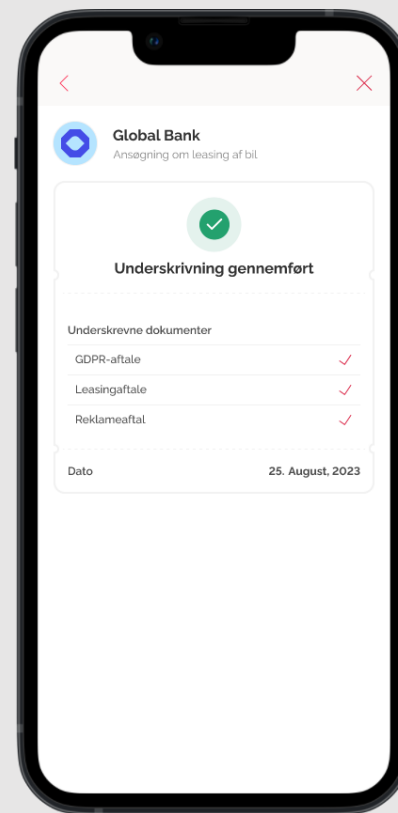 Global Bank
Ansøgning om leasing af bil
Underskrivning gennemført
Underskrevne dokumenter
GDPR-aftale
Leasingaftale
Reklameaftal
Dato 25. August, 2023